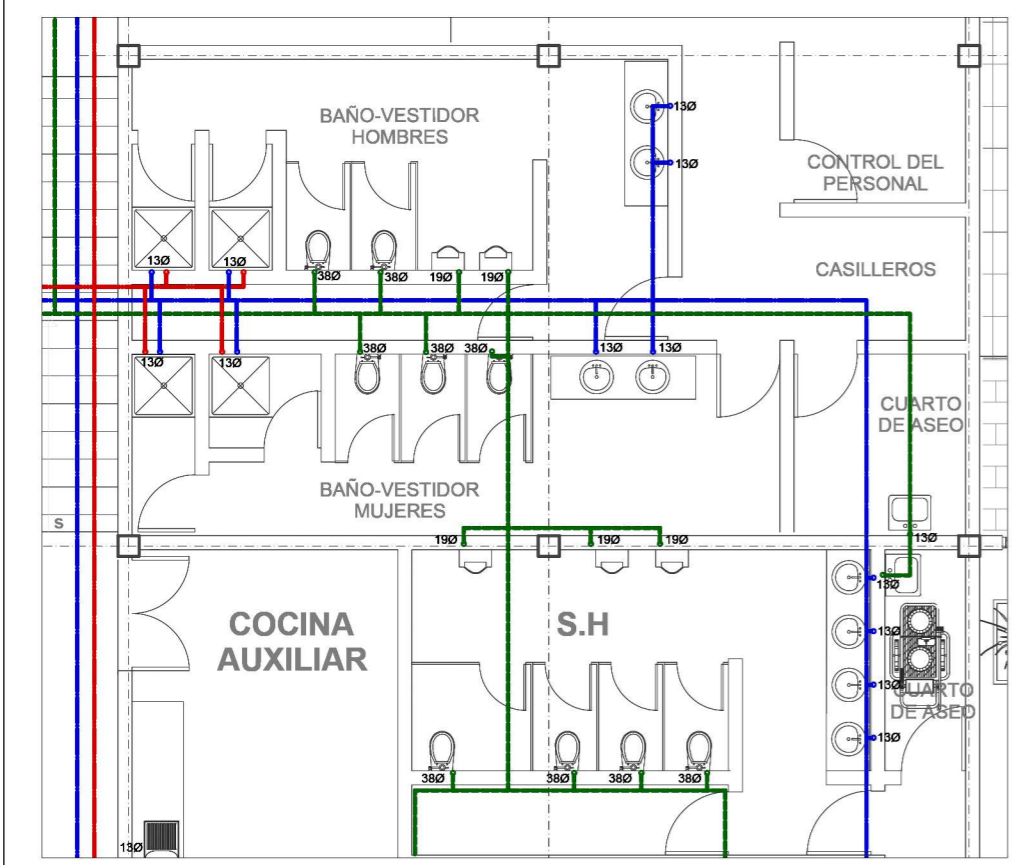 13Ø
BAÑO-VESTIDOR
HOMBRES
13Ø
CONTROL DEL
PERSONAL
13Ø
13Ø
38Ø
38Ø
19Ø
19Ø
CASILLEROS
13Ø
13Ø
38Ø
38Ø
38Ø
13Ø
13Ø
CUARTO
DE ASEO
BAÑO-VESTIDOR
MUJERES
S
19Ø
19Ø
19Ø
13Ø
13Ø
COCINA
AUXILIAR
S.H
13Ø
13Ø
CUARTO
DE ASEO
13Ø
38Ø
38Ø
38Ø
38Ø
13Ø